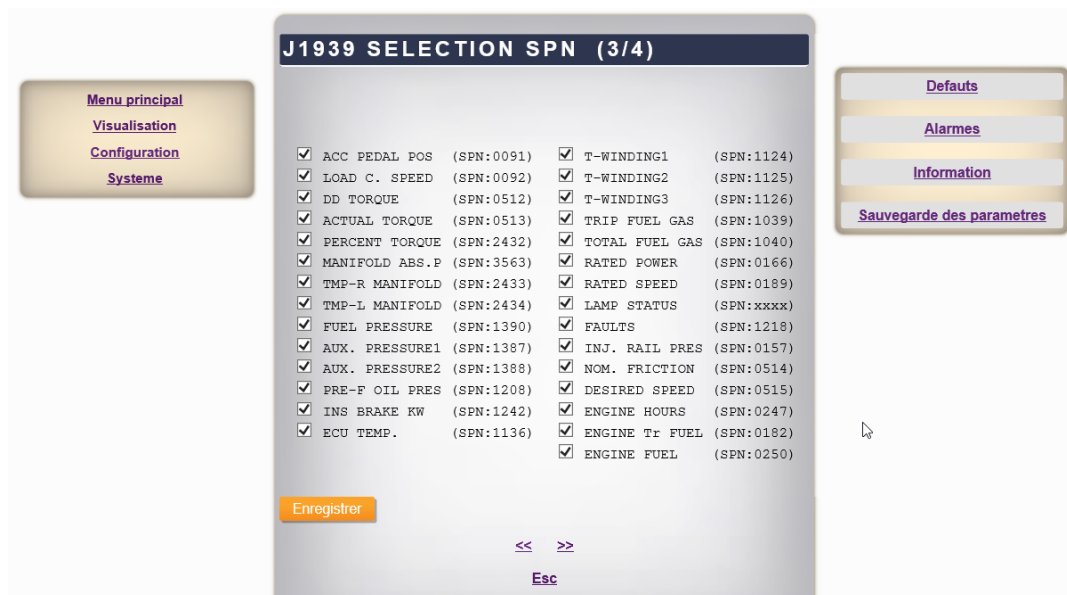 J1939 SELECTION SPN (3/4)
Menu principal
Visualisation
Configuration
Systeme
ACC PEDAL POS (SPN:0091)
LOAD C. SPEED (SPN:0092)
DD TORQUE (SPN:0512)
ACTUAL TORQUE (SPN:0513)
PERCENT TORQUE (SPN:2432)
MANIFOLD ABS.P (SPN:3563)
TMP-R MANIFOLD (SPN:2433)
TMP-L MANIFOLD (SPN:2434)
FUEL PRESSURE (SPN:1390)
AUX. PRESSURE1 (SPN:1387)
AUX. PRESSURE2 (SPN:1388)
PRE-F OIL PRES (SPN:1208)
INS BRAKE KW (SPN:1242)
ECU TEMP. (SPN:1136)
T-WINDING1 (SPN:1124)
T-WINDING2 (SPN:1125)
T-WINDING3 (SPN:1126)
TRIP FUEL GAS (SPN:1039)
TOTAL FUEL GAS (SPN:1040)
RATED POWER (SPN:0166)
RATED SPEED (SPN:0189)
LAMP STATUS (SPN:xxxx)
FAULTS (SPN:1218)
INJ. RAIL PRES (SPN:0157)
NOM. FRICTION (SPN:0514)
DESIRED SPEED (SPN:0515)
ENGINE HOURS (SPN:0247)
ENGINE Tr FUEL (SPN:0182)
ENGINE FUEL (SPN:0250)
Enregistrer
<< >>
Esc
Defauts
Alarmes
Information
Sauvegarde des parametres